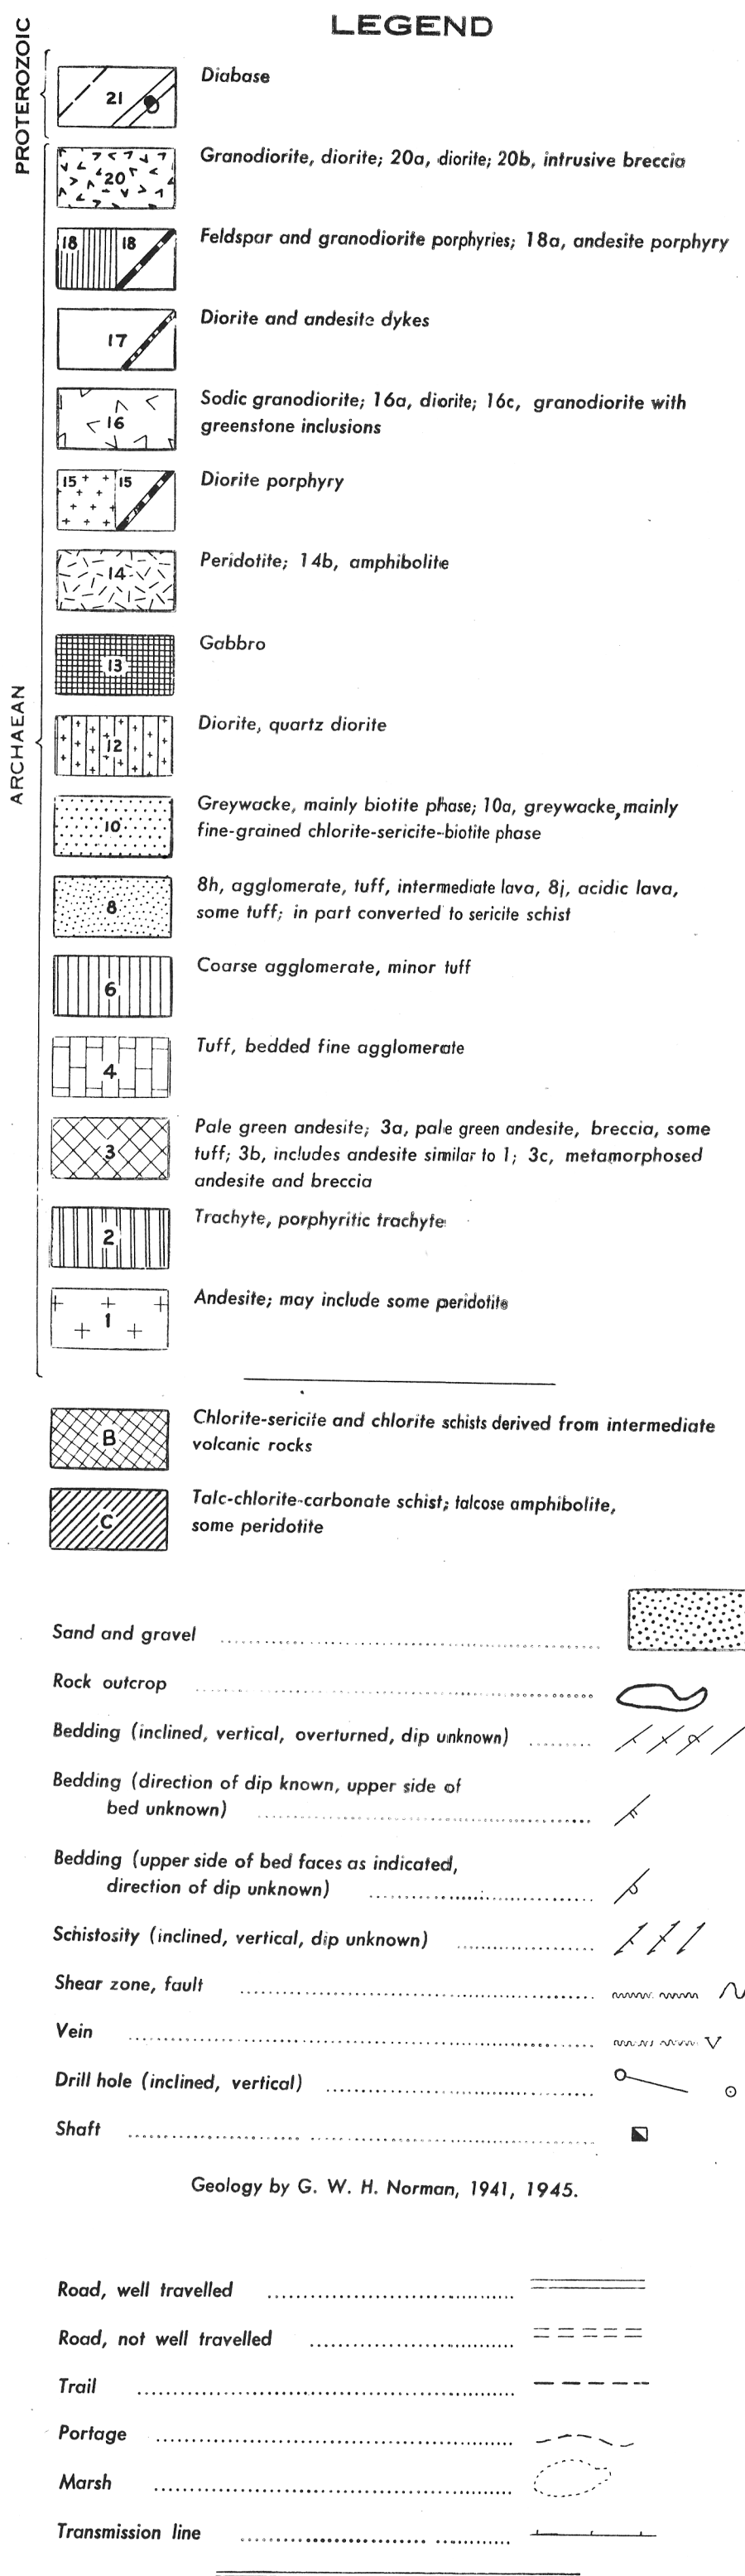 LEGEND
PROTEROZOIC
21
Diabase
ARCHAEAN
20
Granodiorite, diorite; 20a, diorite; 20b, intrusive breccia
18 18
Feldspar and granodiorite porphyries; 18a, andesite porphyry
17
Diorite and andesite dykes
16
Sodic granodiorite; 16a, diorite; 16c, granodiorite with
greenstone inclusions
15 15
Diorite porphyry
14
Peridotite; 14b, amphibolite
13
Gabbro
12
Diorite, quartz diorite
10
Greywacke, mainly biotite phase; 10a, greywacke, mainly
fine-grained chlorite-sericite-biotite phase
8
8h, agglomerate, tuff, intermediate lava, 8j, acidic lava,
some tuff; in part converted to sericite schist
6
Coarse agglomerate, minor tuff
4
Tuff, bedded fine agglomerate
3
Pale green andesite; 3a, pale green andesite, breccia, some
tuff; 3b, includes andesite similar to 1; 3c, metamorphosed
andesite and breccia
2
Trachyte, porphyritic trachyte
1
Andesite; may include some peridotite
B
Chlorite-sericite and chlorite schists derived from intermediate
volcanic rocks
C
Talc-chlorite-carbonate schist; talcose amphibolite,
some peridotite
Sand and gravel
Rock outcrop
Bedding (inclined, vertical, overturned, dip unknown)
Bedding (direction of dip known, upper side of
bed unknown)
Bedding (upper side of bed faces as indicated,
direction of dip unknown)
Schistosity (inclined, vertical, dip unknown)
Shear zone, fault
Vein V
Drill hole (inclined, vertical)
Shaft
Geology by G. W. H. Norman, 1941, 1945.
Road, well travelled
Road, not well travelled
Trail
Portage
Marsh
Transmission line